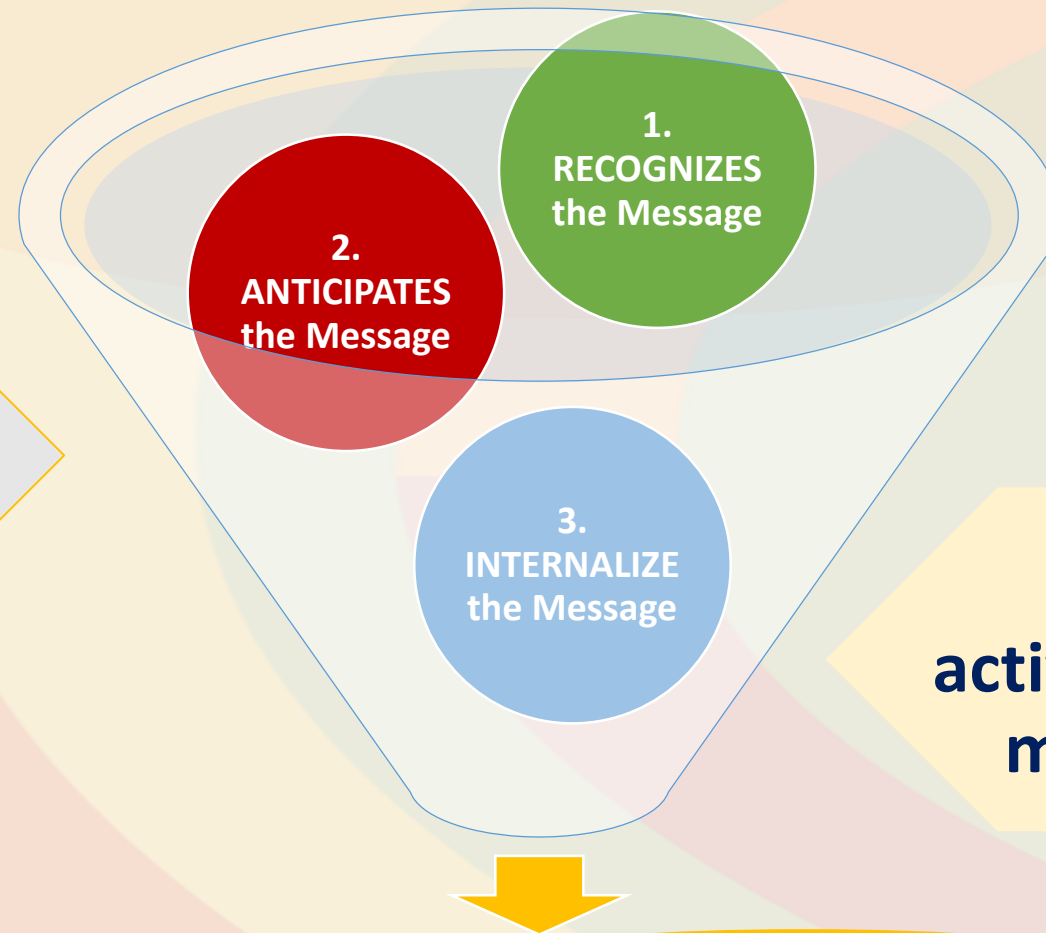 1.
RECOGNIZES
the Message
2.
ANTICIPATES
the Message
3.
INTERNALIZE
the Message